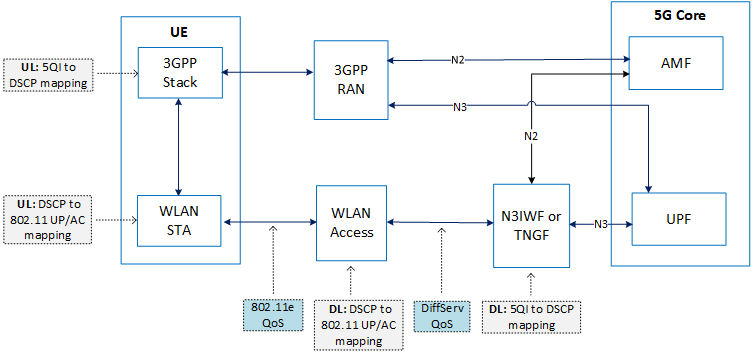 UE
5G Core
UL: 5QI to
DSCP mapping
3GPP
Stack
3GPP
RAN
N2
AMF
N3
N2
UL: DSCP
to 802.11 UP/AC
mapping
WLAN
STA
WLAN
Access
N3IWF or
TNGF
N3
UPF
802.11e
QoS
DL: DSCP to
802.11 UP/AC
mapping
DiffServ
QoS
DL: 5QI to DSCP
mapping